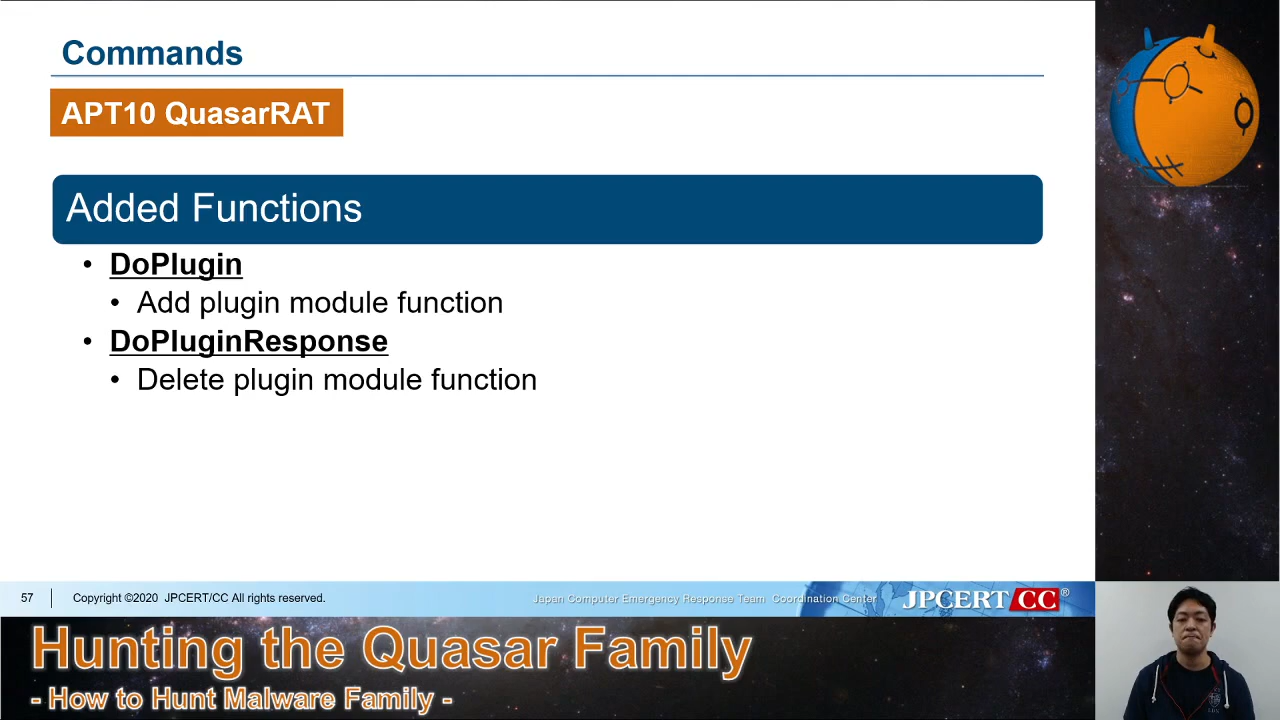 Commands
APT10 QuasarRAT
Added Functions
• DoPlugin
• Add plugin module function
• DoPluginResponse
• Delete plugin module function
57
Copyright ©2020 JPCERT/CC All rights reserved.
Japan Computer Emergency Response Team Coordination Center
JPCERT CC®
Hunting the Quasar Family
- How to Hunt Malware Family -